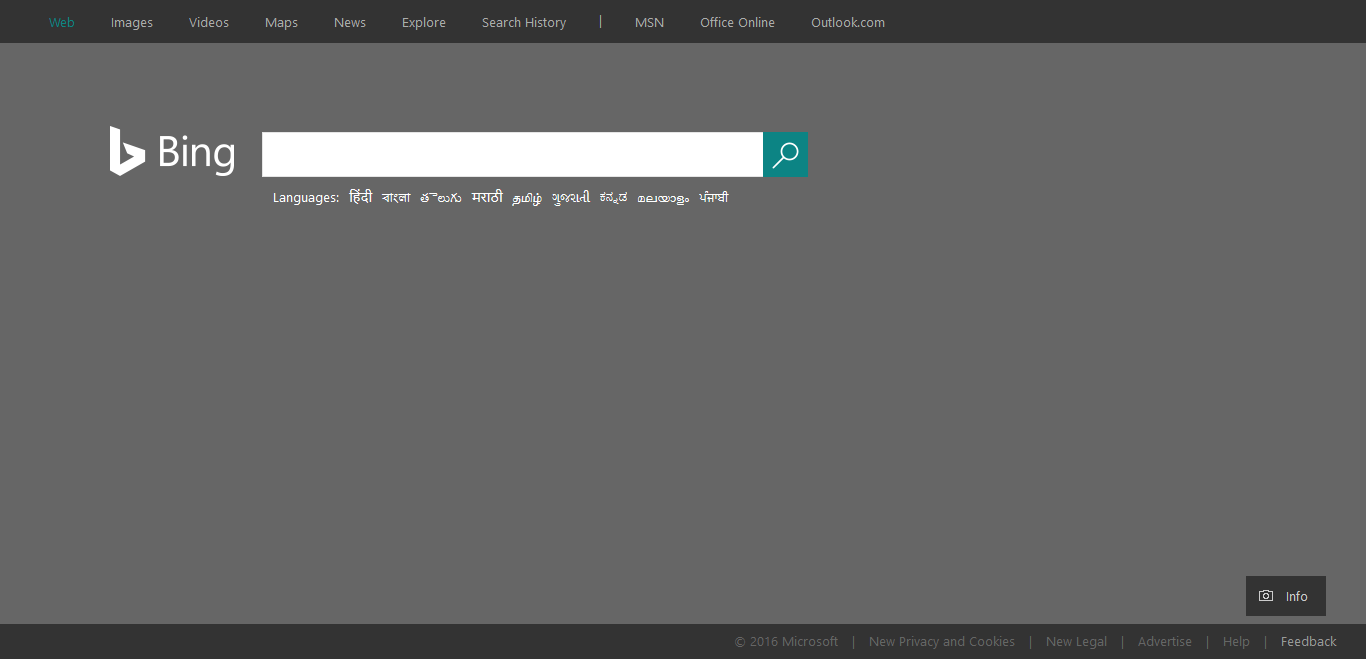 Web Images Videos Maps News Explore Search History | MSN Office Online Outlook.com
Bing
Languages: हिंदी বাংলা తెలుగు मराठी தமிழ் ગુજરાતી ಕನ್ನಡ മലയാളം ਪੰਜਾਬੀ
Info
© 2016 Microsoft | New Privacy and Cookies | New Legal | Advertise | Help | Feedback